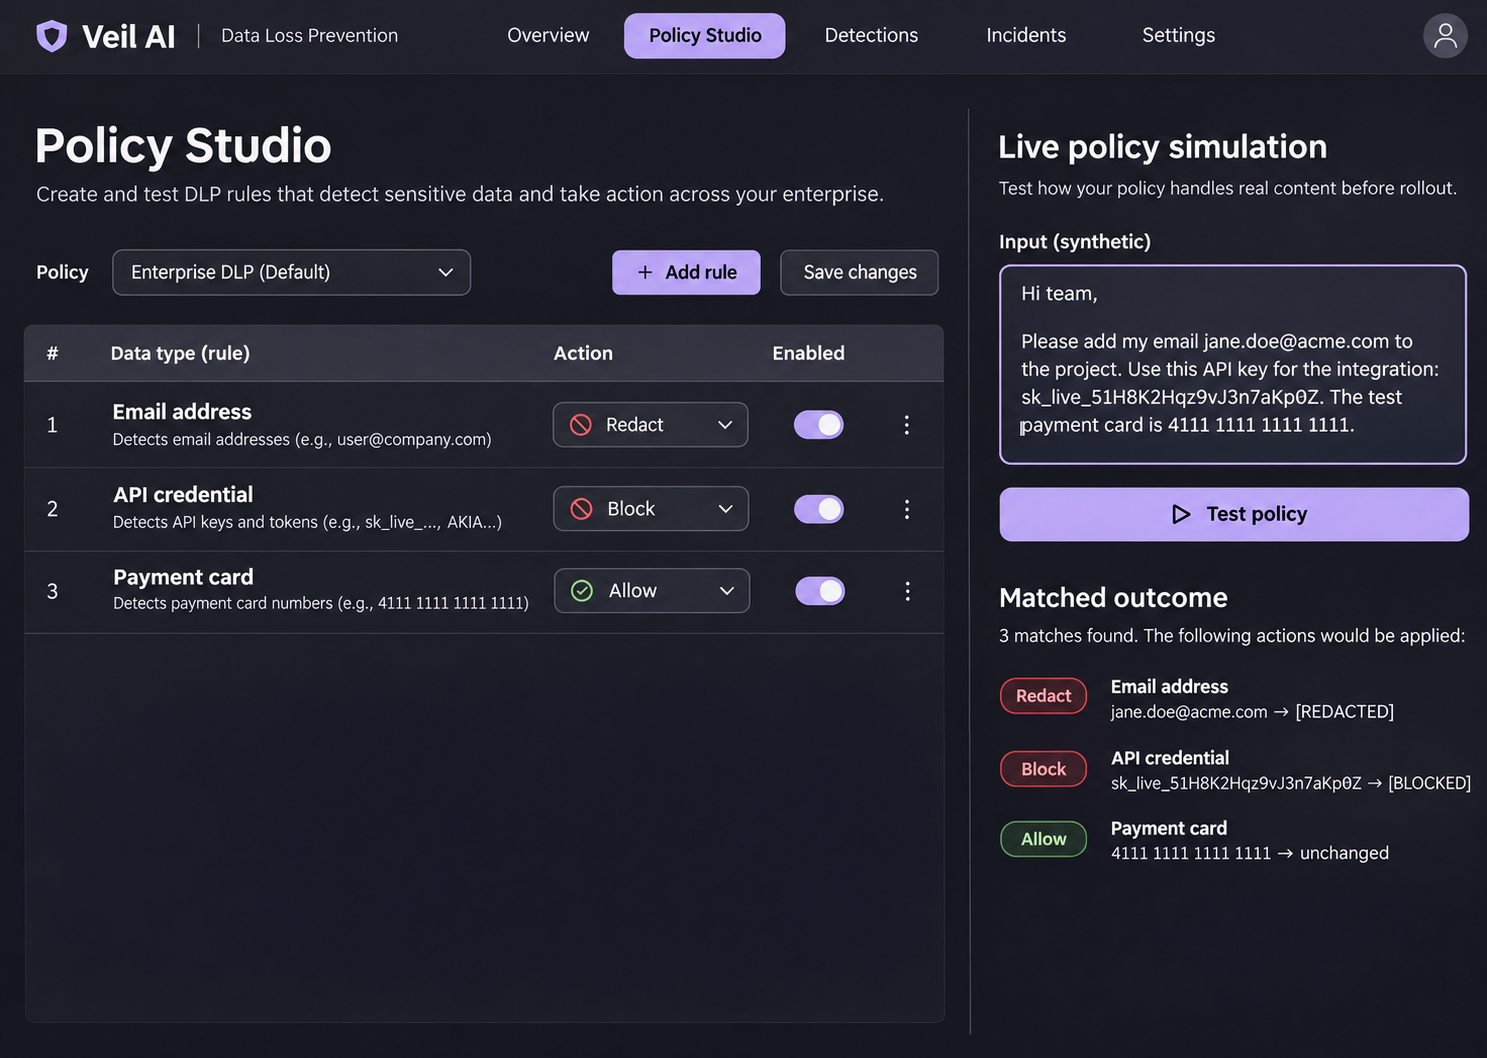 Veil AI
Data Loss Prevention
Overview
Policy Studio
Detections
Incidents
Settings
Policy Studio
Create and test DLP rules that detect sensitive data and take action across your enterprise.
Policy
Enterprise DLP (Default)
+ Add rule
Save changes
# Data type (rule) Action Enabled
1
Email address
Detects email addresses (e.g., user@company.com)
Redact
2
API credential
Detects API keys and tokens (e.g., sk_live_..., AKIA...)
Block
3
Payment card
Detects payment card numbers (e.g., 4111 1111 1111 1111)
Allow
Live policy simulation
Test how your policy handles real content before rollout.
Input (synthetic)
Hi team,
Please add my email jane.doe@acme.com to
the project. Use this API key for the integration:
sk_live_51H8K2Hqz9vJ3n7aKp0Z. The test
payment card is 4111 1111 1111 1111.
Test policy
Matched outcome
3 matches found. The following actions would be applied:
Redact
Email address
jane.doe@acme.com → [REDACTED]
Block
API credential
sk_live_51H8K2Hqz9vJ3n7aKp0Z → [BLOCKED]
Allow
Payment card
4111 1111 1111 1111 → unchanged